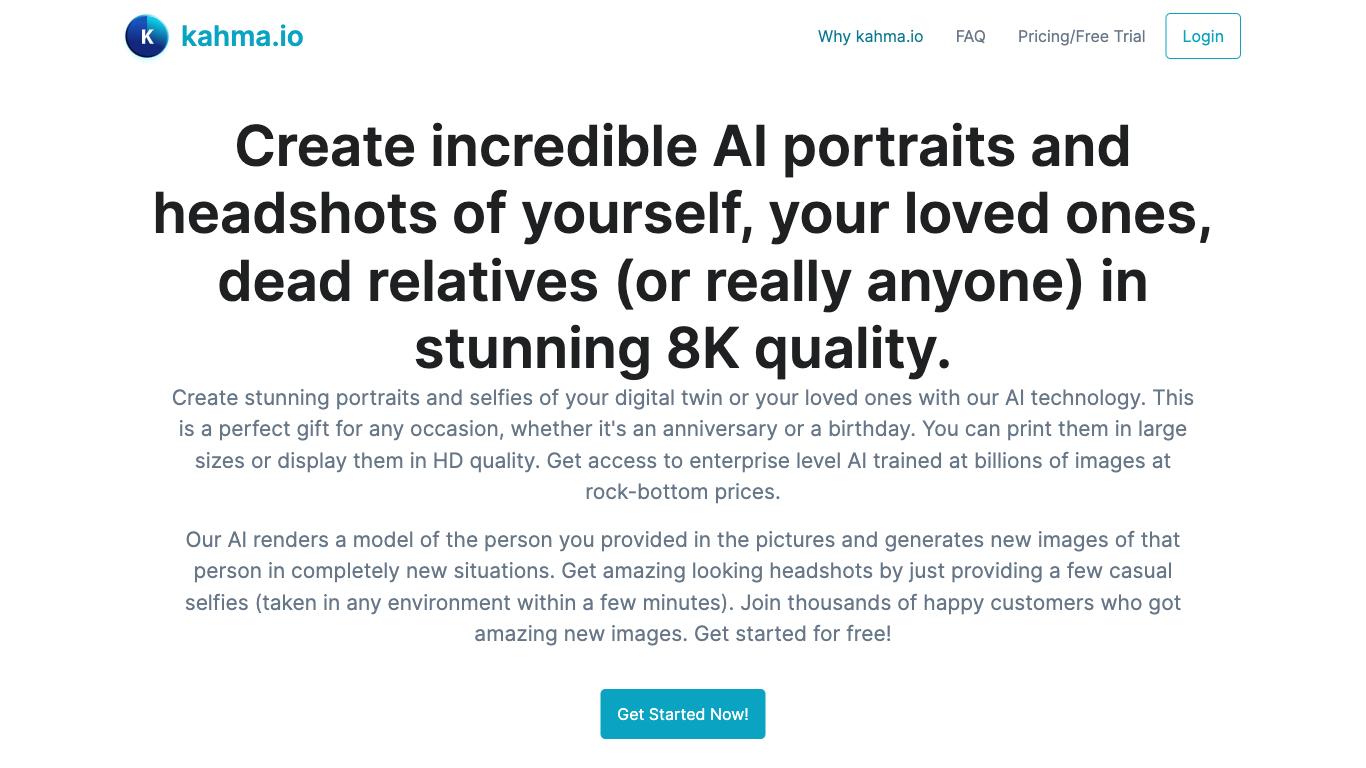 K kahma.io
Why kahma.io FAQ Pricing/Free Trial Login
Create incredible AI portraits and
headshots of yourself, your loved ones,
dead relatives (or really anyone) in
stunning 8K quality.
Create stunning portraits and selfies of your digital twin or your loved ones with our AI technology. This
is a perfect gift for any occasion, whether it's an anniversary or a birthday. You can print them in large
sizes or display them in HD quality. Get access to enterprise level AI trained at billions of images at
rock-bottom prices.
Our AI renders a model of the person you provided in the pictures and generates new images of that
person in completely new situations. Get amazing looking headshots by just providing a few casual
selfies (taken in any environment within a few minutes). Join thousands of happy customers who got
amazing new images. Get started for free!
Get Started Now!